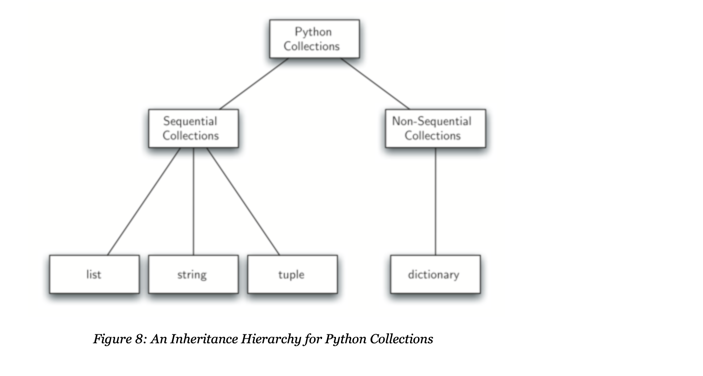 Python
Collections
Sequential
Collections
Non-Sequential
Collections
list
string
tuple
dictionary
Figure 8: An Inheritance Hierarchy for Python Collections